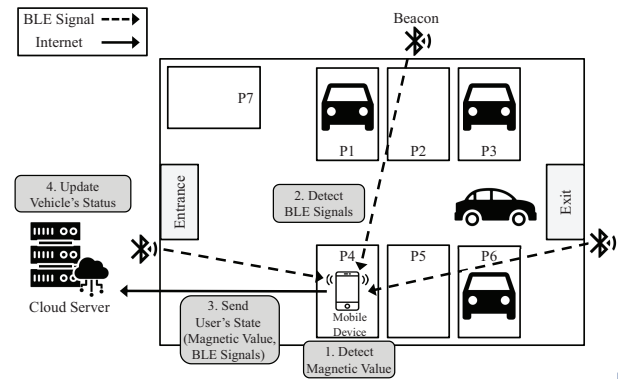 BLE Signal
Internet
Beacon
P7
P1
P2
P3
4. Update
Vehicle's Status
Entrance
2. Detect
BLE Signals
Exit
P4
P5
P6
Cloud Server
Mobile
Device
3. Send
User's State
(Magnetic Value,
BLE Signals)
1. Detect
Magnetic Value